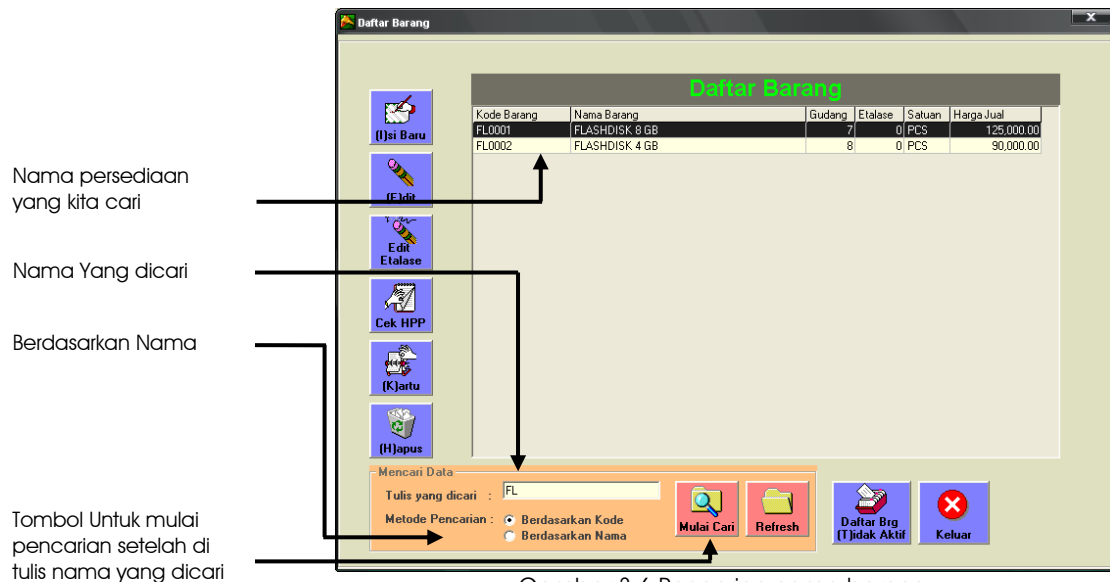 Daftar Barang
x
Daftar Barang
Kode Barang Nama Barang Gudang Etalase Satuan Harga Jual
FL0001 FLASHDISK 8 GB 7 0 PCS 125,000.00
FL0002 FLASHDISK 4 GB 8 0 PCS 90,000.00
(I)si Baru
(E)dit
Edit
Etalase
Cek HPP
(K)artu
(H)apus
Nama persediaan
yang kita cari
Nama Yang dicari
Berdasarkan Nama
Tombol Untuk mulai
pencarian setelah di
tulis nama yang dicari
Mencari Data
Tulis yang dicari : FL
Metode Pencarian : Berdasarkan Kode
Berdasarkan Nama
Mulai Cari
Refresh
Daftar Brg
(T)idak Aktif
Keluar